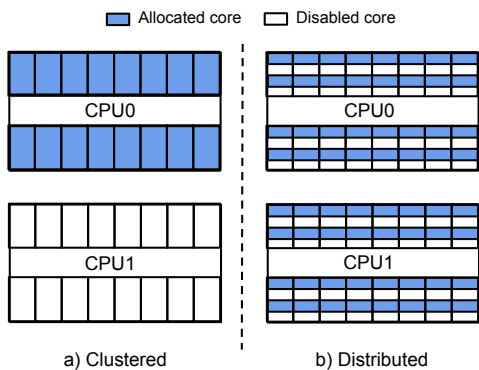 Allocated core Disabled core
CPU0 CPU0
CPU1 CPU1
a) Clustered b) Distributed